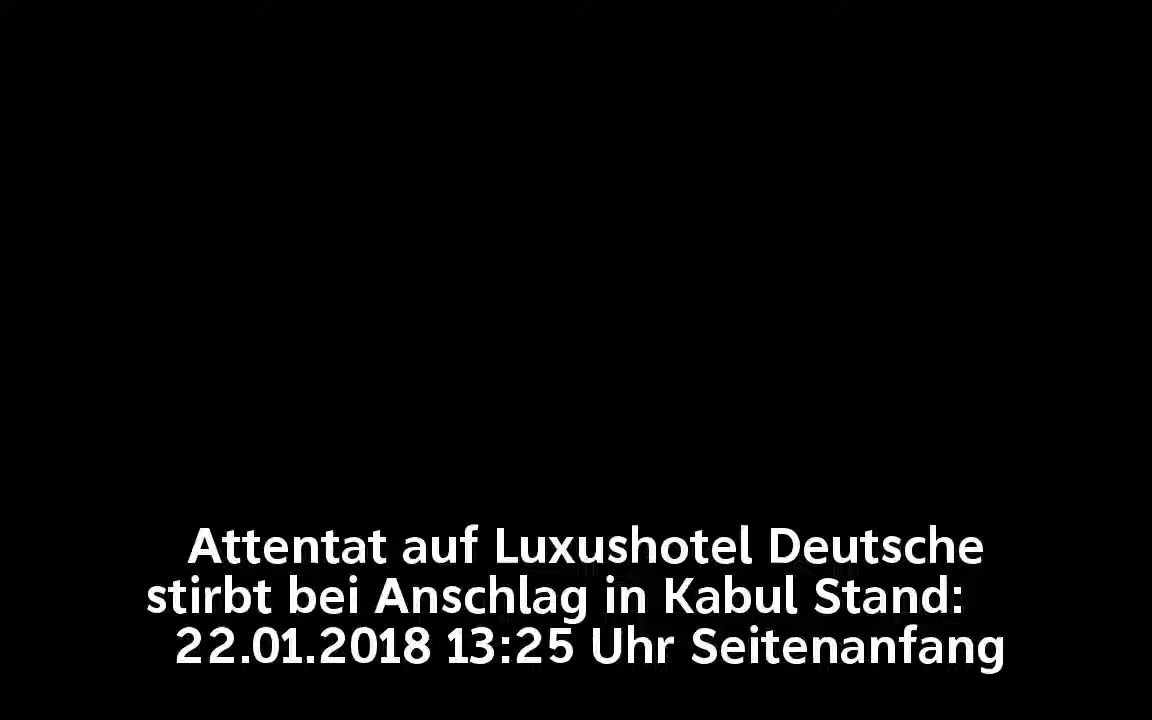 Attentat auf Luxushotel Deutsche
stirbt bei Anschlag in Kabul Stand:
22.01.2018 13:25 Uhr Seitenanfang